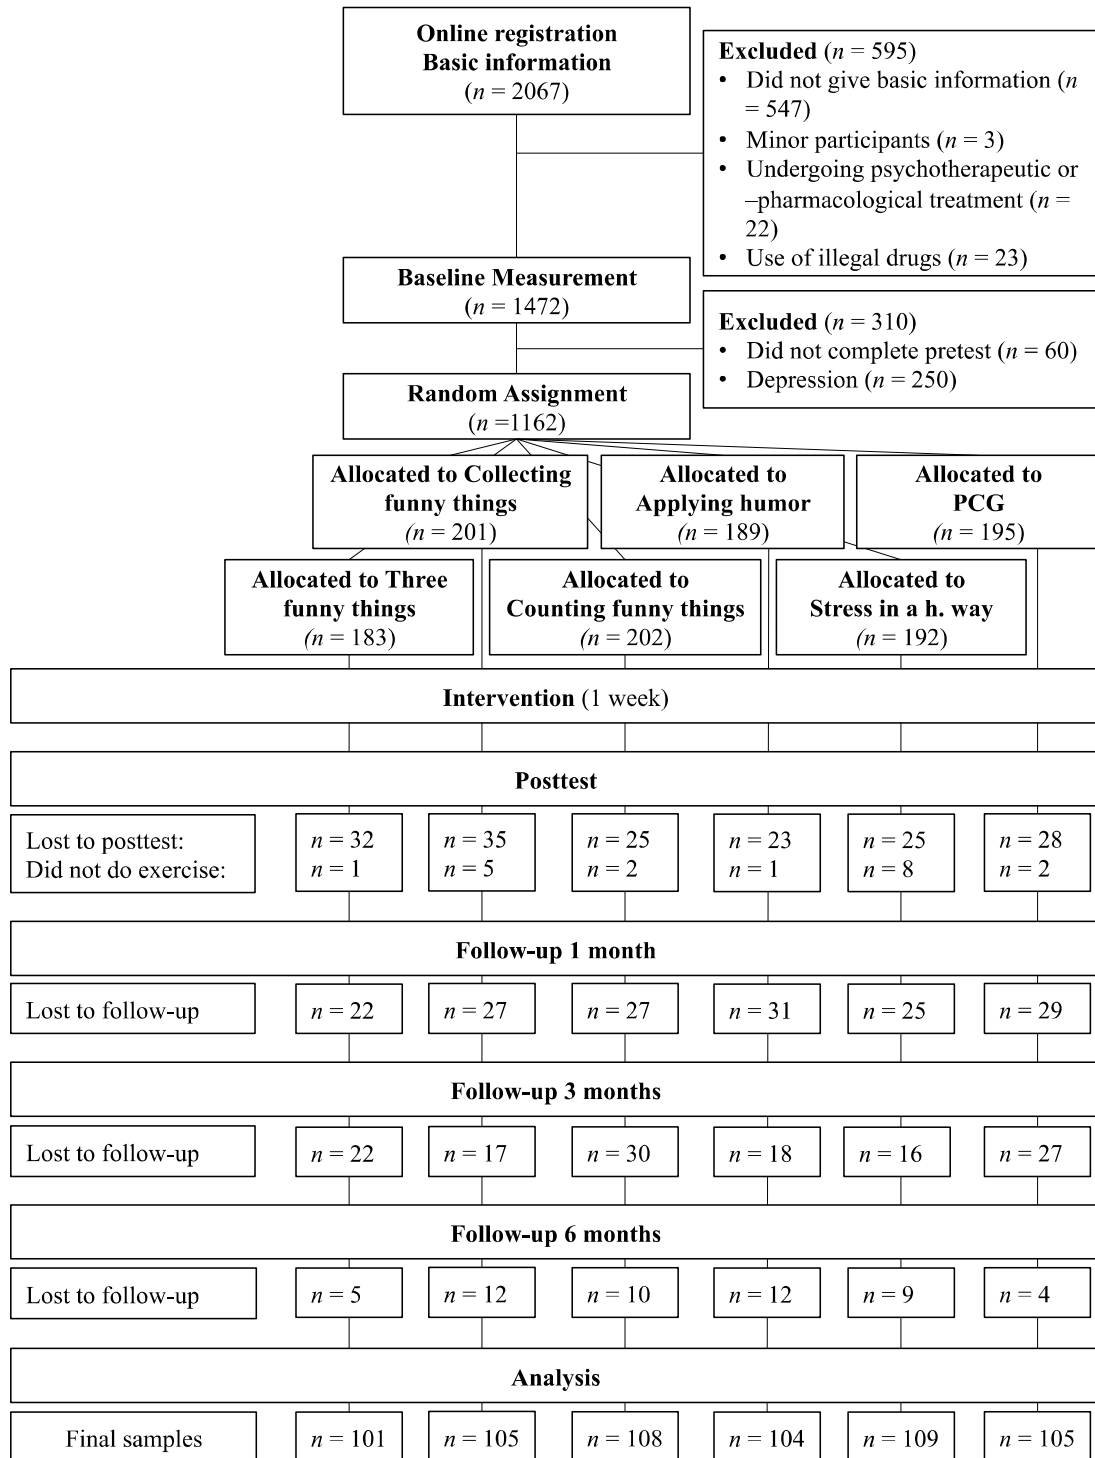 Online registration
Basic information
(n = 2067)
Excluded (n = 595)
• Did not give basic information (n
= 547)
• Minor participants (n = 3)
• Undergoing psychotherapeutic or
–pharmacological treatment (n =
22)
• Use of illegal drugs (n = 23)
Baseline Measurement
(n = 1472)
Excluded (n = 310)
• Did not complete pretest (n = 60)
• Depression (n = 250)
Random Assignment
(n =1162)
Allocated to Collecting
funny things
(n = 201)
Allocated to
Applying humor
(n = 189)
Allocated to
PCG
(n = 195)
Allocated to Three
funny things
(n = 183)
Allocated to
Counting funny things
(n = 202)
Allocated to
Stress in a h. way
(n = 192)
Intervention (1 week)
Posttest
Lost to posttest: n = 32 n = 35 n = 25 n = 23 n = 25 n = 28
Did not do exercise: n = 1 n = 5 n = 2 n = 1 n = 8 n = 2
Follow-up 1 month
Lost to follow-up n = 22 n = 27 n = 27 n = 31 n = 25 n = 29
Follow-up 3 months
Lost to follow-up n = 22 n = 17 n = 30 n = 18 n = 16 n = 27
Follow-up 6 months
Lost to follow-up n = 5 n = 12 n = 10 n = 12 n = 9 n = 4
Analysis
Final samples n = 101 n = 105 n = 108 n = 104 n = 109 n = 105